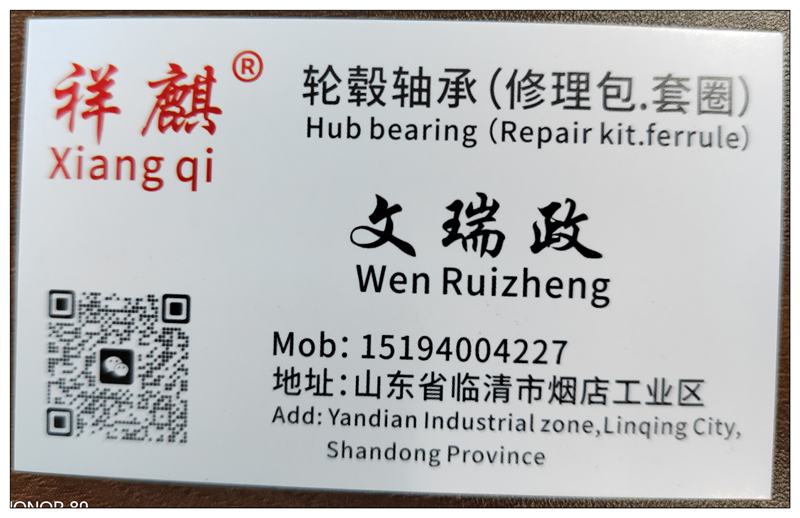 祥麒®
Xiang qi
轮毂轴承(修理包.套圈)
Hub bearing (Repair kit.ferrule)
文瑞政
Wen Ruizheng
Mob: 15194004227
地址:山东省临清市烟店工业区
Add: Yandian Industrial zone,Linqing City,
Shandong Province